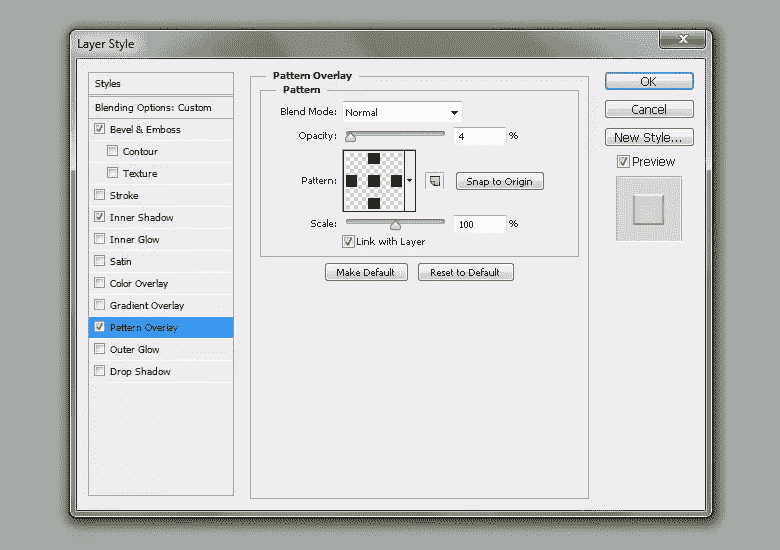 Layer Style
Styles
Blending Options: Custom
Bevel & Emboss
Contour
Texture
Stroke
Inner Shadow
Inner Glow
Satin
Color Overlay
Gradient Overlay
Pattern Overlay
Outer Glow
Drop Shadow
Pattern Overlay
Pattern
Blend Mode: Normal
Opacity: 4 %
Pattern: Snap to Origin
Scale: 100 %
Link with Layer
Make Default Reset to Default
OK
Cancel
New Style...
Preview